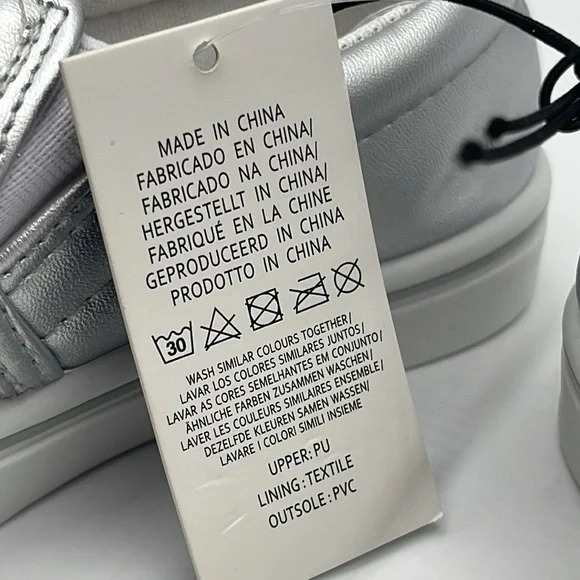 MADE IN CHINA
FABRICADO EN CHINA/
FABRICADO NA CHINA/
HERGESTELLT IN CHINA/
FABRIQUÉ EN LA CHINE
GEPRODUCEERD IN CHINA/
PRODOTTO IN CHINA
30
WASH SIMILAR COLOURS TOGETHER/
LAVAR LOS COLORES SIMILARES JUNTOS/
LAVAR AS CORES SEMELHANTES EM CONJUNTO/
ÄHNLICHE FARBEN ZUSAMMEN WASCHEN/
LAVER LES COULEURS SIMILAIRES ENSEMBLE/
DEZELFDE KLEUREN SAMEN WASSEN/
LAVARE I COLORI SIMILI INSIEME
UPPER:PU
LINING:TEXTILE
OUTSOLE:PVC